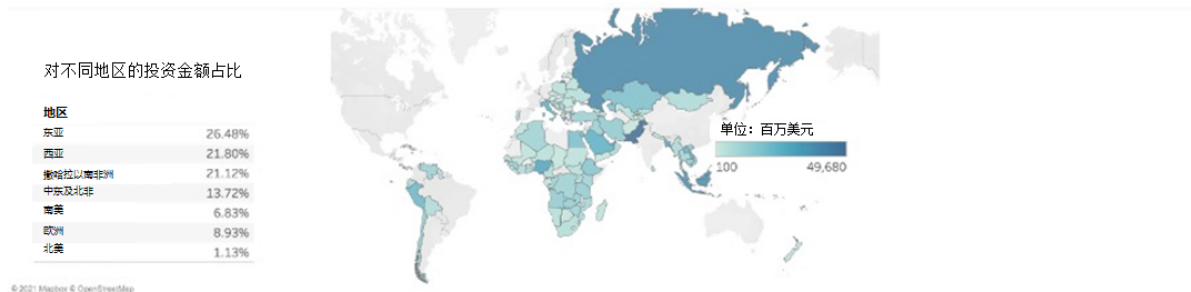 对不同地区的投资金额占比
地区
东亚 26.48%
西亚 21.80%
撒哈拉以南非洲 21.12%
中东及北非 13.72%
南美 6.83%
欧洲 8.93%
北美 1.13%
单位：百万美元
100 49,680
© 2021 Mapbox © OpenStreetMap